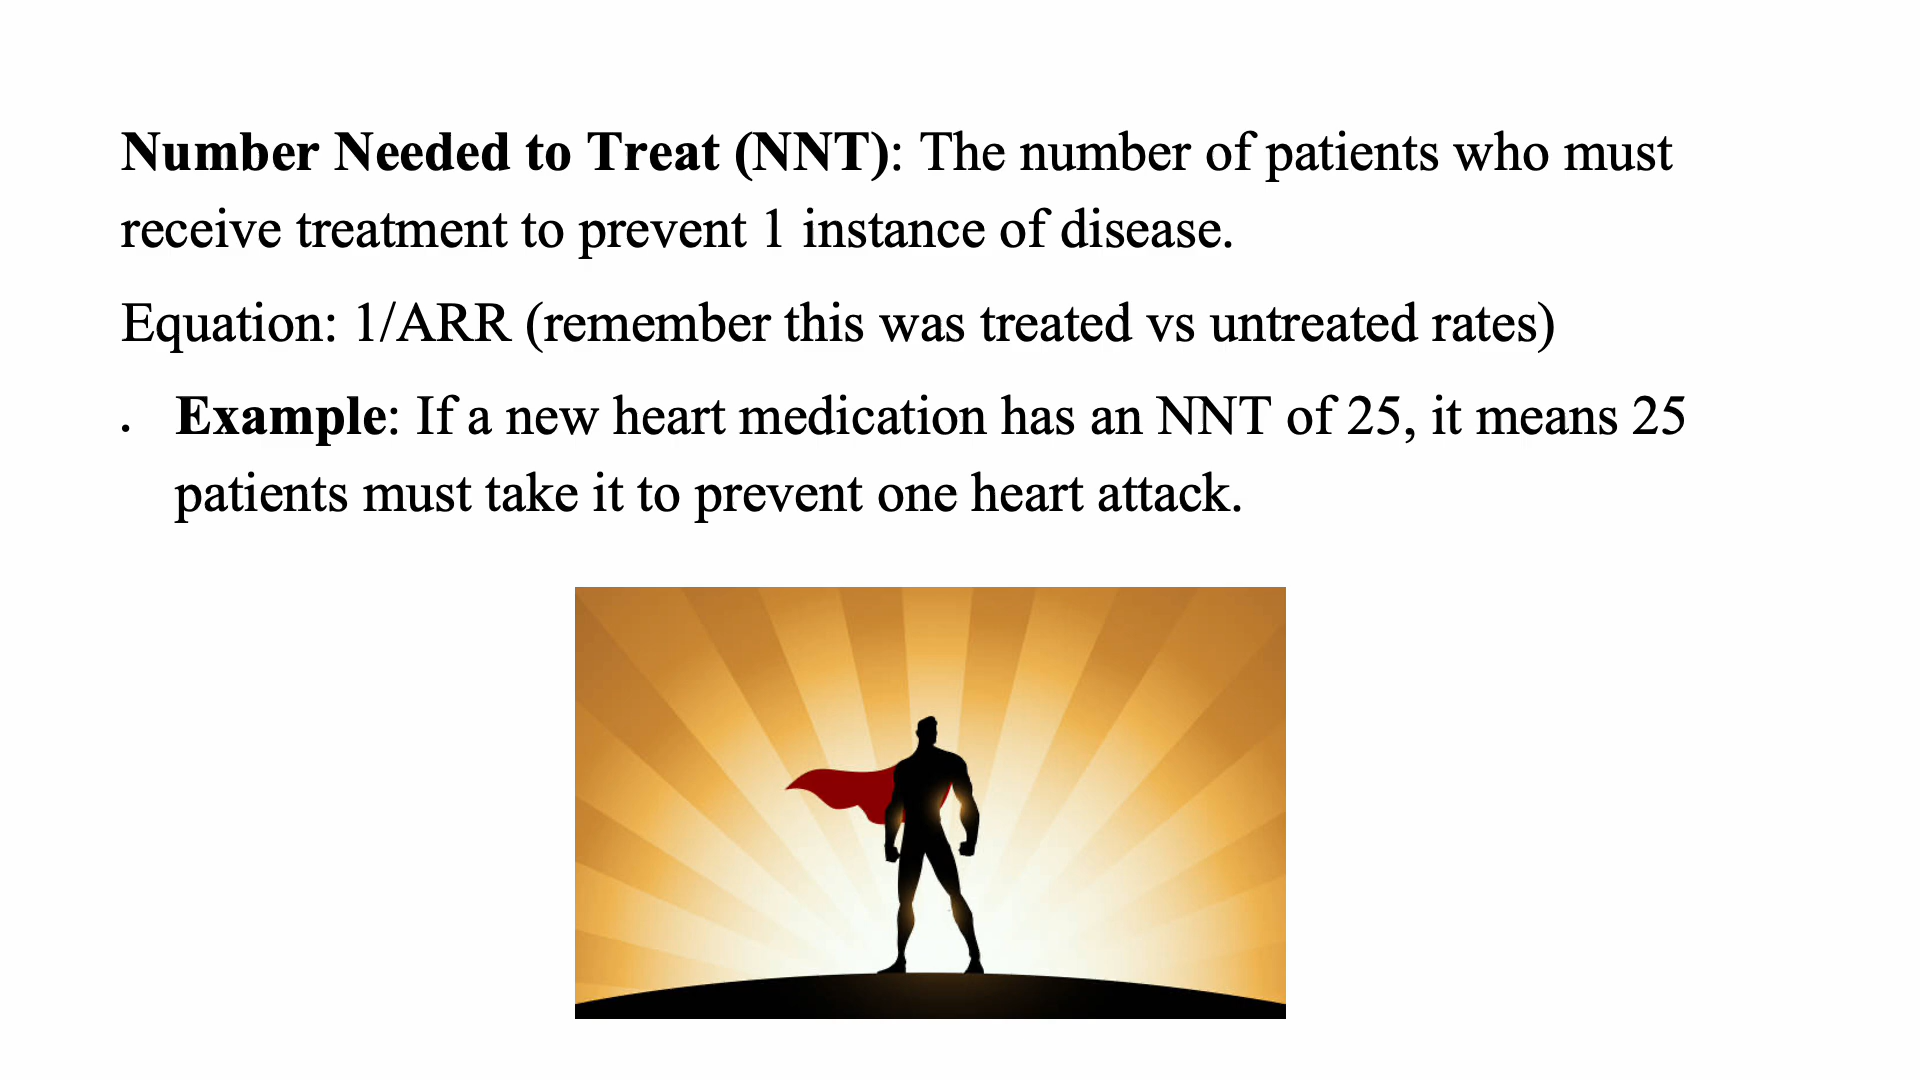 Number Needed to Treat (NNT): The number of patients who must
receive treatment to prevent 1 instance of disease.
Equation: 1/ARR (remember this was treated vs untreated rates)
• Example: If a new heart medication has an NNT of 25, it means 25
patients must take it to prevent one heart attack.